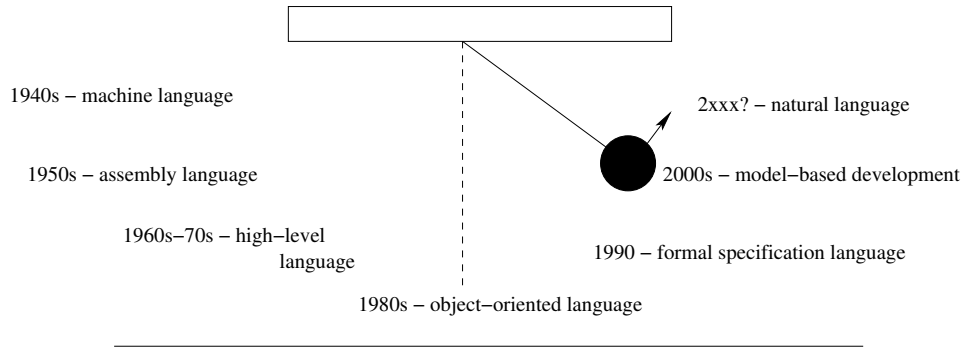 1940s – machine language
2xxx? – natural language
1950s – assembly language
2000s – model–based development
1960s–70s – high–level
language
1990 – formal specification language
1980s – object–oriented language